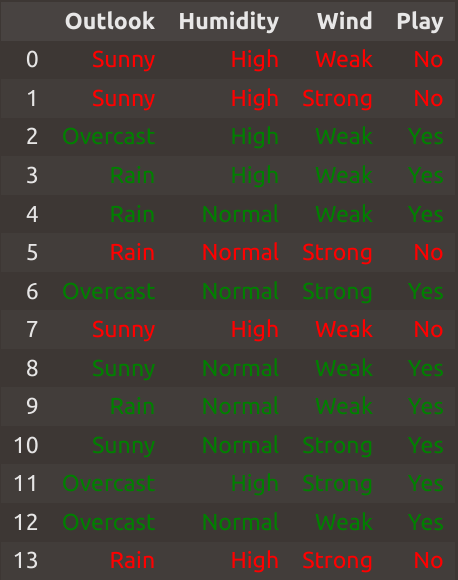 Outlook Humidity Wind Play
0 Sunny High Weak No
1 Sunny High Strong No
2 Overcast High Weak Yes
3 Rain High Weak Yes
4 Rain Normal Weak Yes
5 Rain Normal Strong No
6 Overcast Normal Strong Yes
7 Sunny High Weak No
8 Sunny Normal Weak Yes
9 Rain Normal Weak Yes
10 Sunny Normal Strong Yes
11 Overcast High Strong Yes
12 Overcast Normal Weak Yes
13 Rain High Strong No